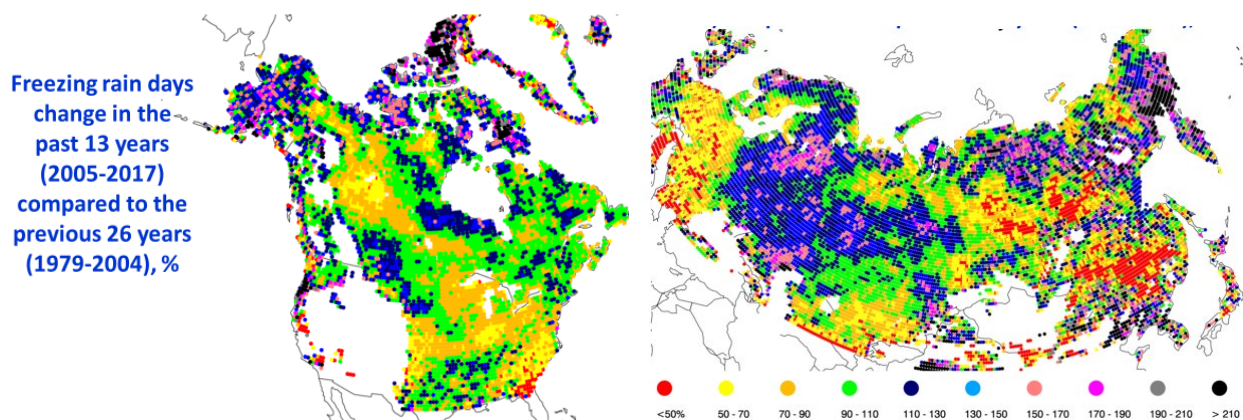 Freezing rain days
change in the
past 13 years
(2005-2017)
compared to the
previous 26 years
(1979-2004), %
<50% 50 - 70 70 - 90 90 - 110 110 - 130 130 - 150 150 - 170 170 - 190 190 - 210 > 210